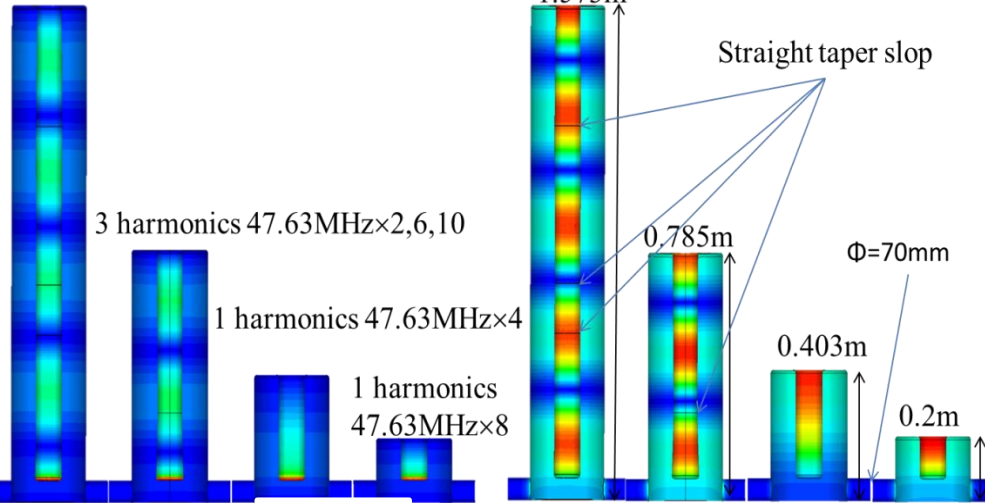 Straight taper slop
3 harmonics 47.63MHz×2,6,10
0.785m
Φ=70mm
1 harmonics 47.63MHz×4
0.403m
1 harmonics
47.63MHz×8
0.2m